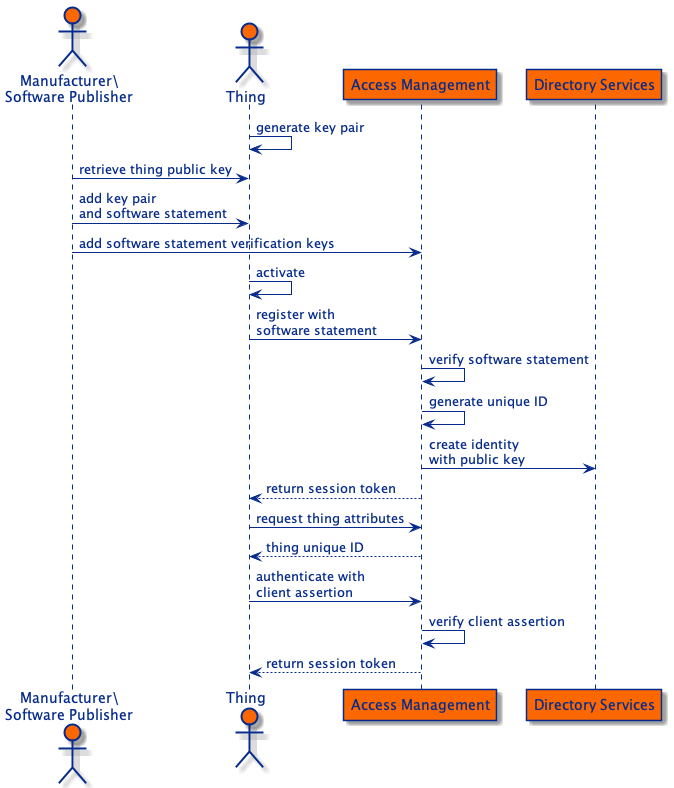 Manufacturer\
Software Publisher
Thing
Access Management
Directory Services
generate key pair
retrieve thing public key
add key pair
and software statement
add software statement verification keys
activate
register with
software statement
verify software statement
generate unique ID
create identity
with public key
return session token
request thing attributes
thing unique ID
authenticate with
client assertion
verify client assertion
return session token
Manufacturer\
Software Publisher
Thing
Access Management
Directory Services